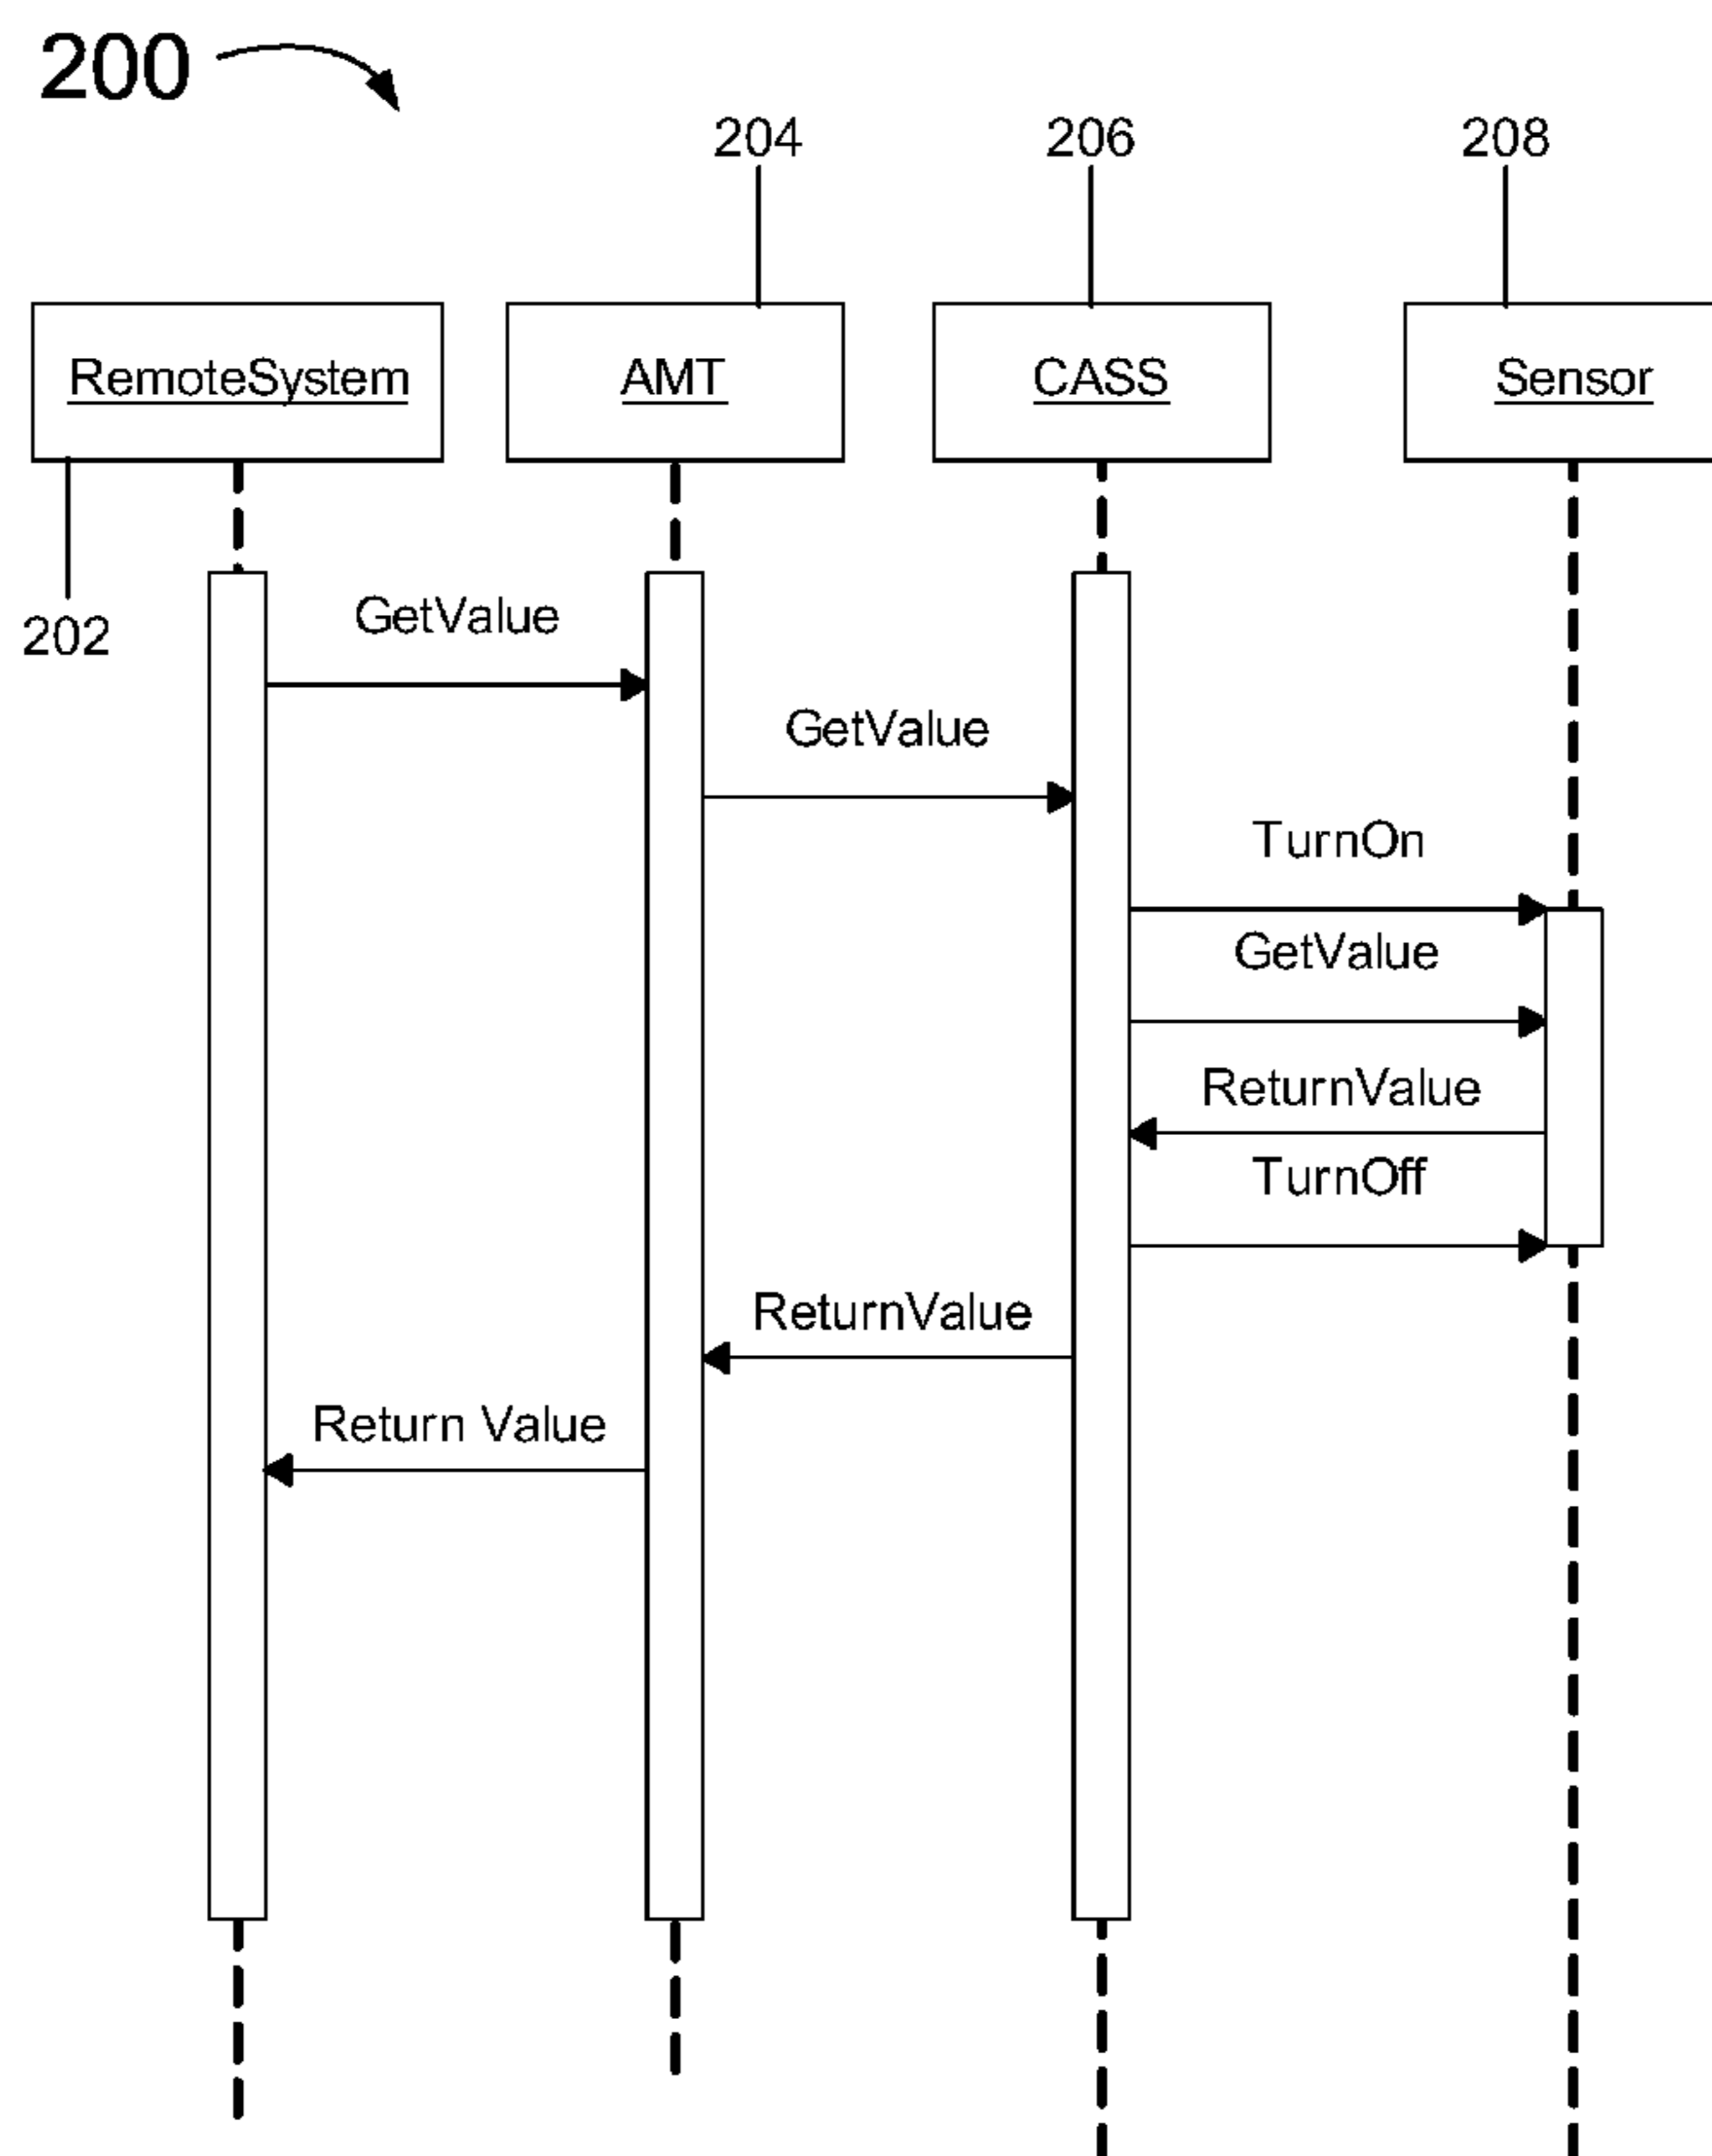 200
204
206
208
RemoteSystem
AMT
CASS
Sensor
202
GetValue
GetValue
TurnOn
GetValue
ReturnValue
TurnOff
ReturnValue
Return Value